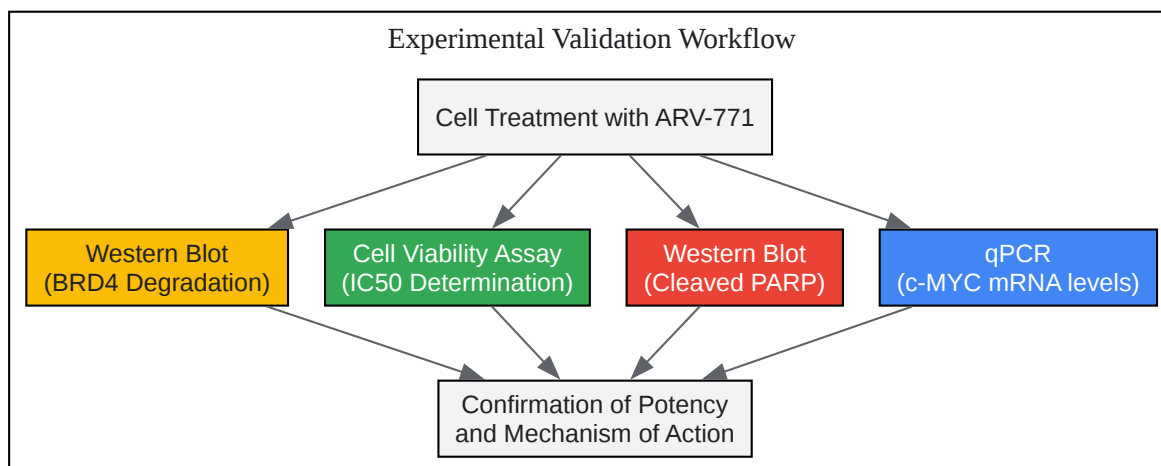 Experimental Validation Workflow
Cell Treatment with ARV-771
Western Blot
(BRD4 Degradation)
Cell Viability Assay
(IC50 Determination)
Western Blot
(Cleaved PARP)
qPCR
(c-MYC mRNA levels)
Confirmation of Potency
and Mechanism of Action